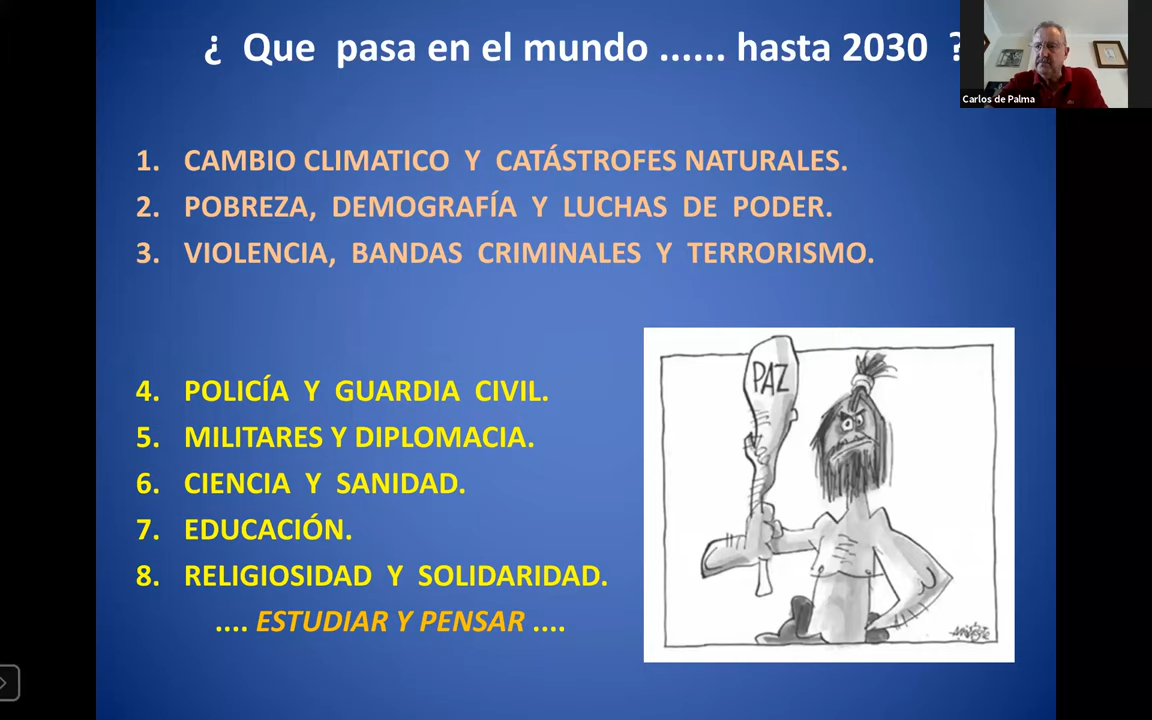 ¿ Que pasa en el mundo ...... hasta 2030 ?
Carlos de Palma
1. CAMBIO CLIMATICO Y CATÁSTROFES NATURALES.
2. POBREZA, DEMOGRAFÍA Y LUCHAS DE PODER.
3. VIOLENCIA, BANDAS CRIMINALES Y TERRORISMO.
PAZ
4. POLICÍA Y GUARDIA CIVIL.
5. MILITARES Y DIPLOMACIA.
6. CIENCIA Y SANIDAD.
7. EDUCACIÓN.
8. RELIGIOSIDAD Y SOLIDARIDAD.
.... ESTUDIAR Y PENSAR ....